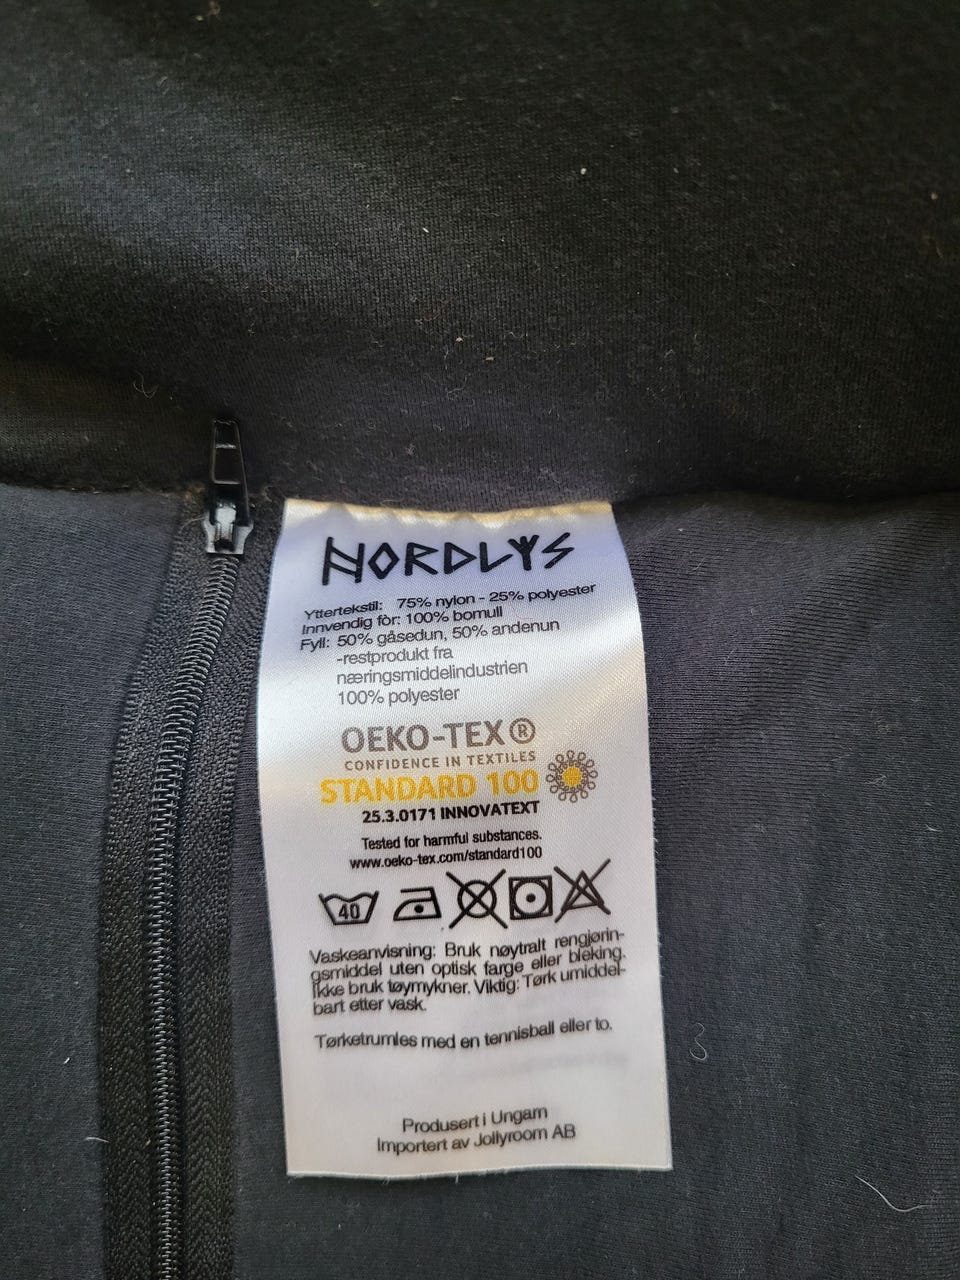 NORDLYS
Yttertekstil: 75% nylon - 25% polyester
Innvendig fòr: 100% bomull
Fyll: 50% gåsedun, 50% andenun
-restprodukt fra
næringsmiddelindustrien
100% polyester
OEKO-TEX®
CONFIDENCE IN TEXTILES
STANDARD 100
25.3.0171 INNOVATEXT
Tested for harmful substances.
www.oeko-tex.com/standard100
40
Vaskeanvisning: Bruk nøytralt rengjørin-
gsmiddel uten optisk farge eller bleking.
Ikke bruk tøymykner. Viktig: Tørk umiddel-
bart etter vask.
Tørketrumles med en tennisball eller to.
Produsert i Ungarn
Importert av Jollyroom AB